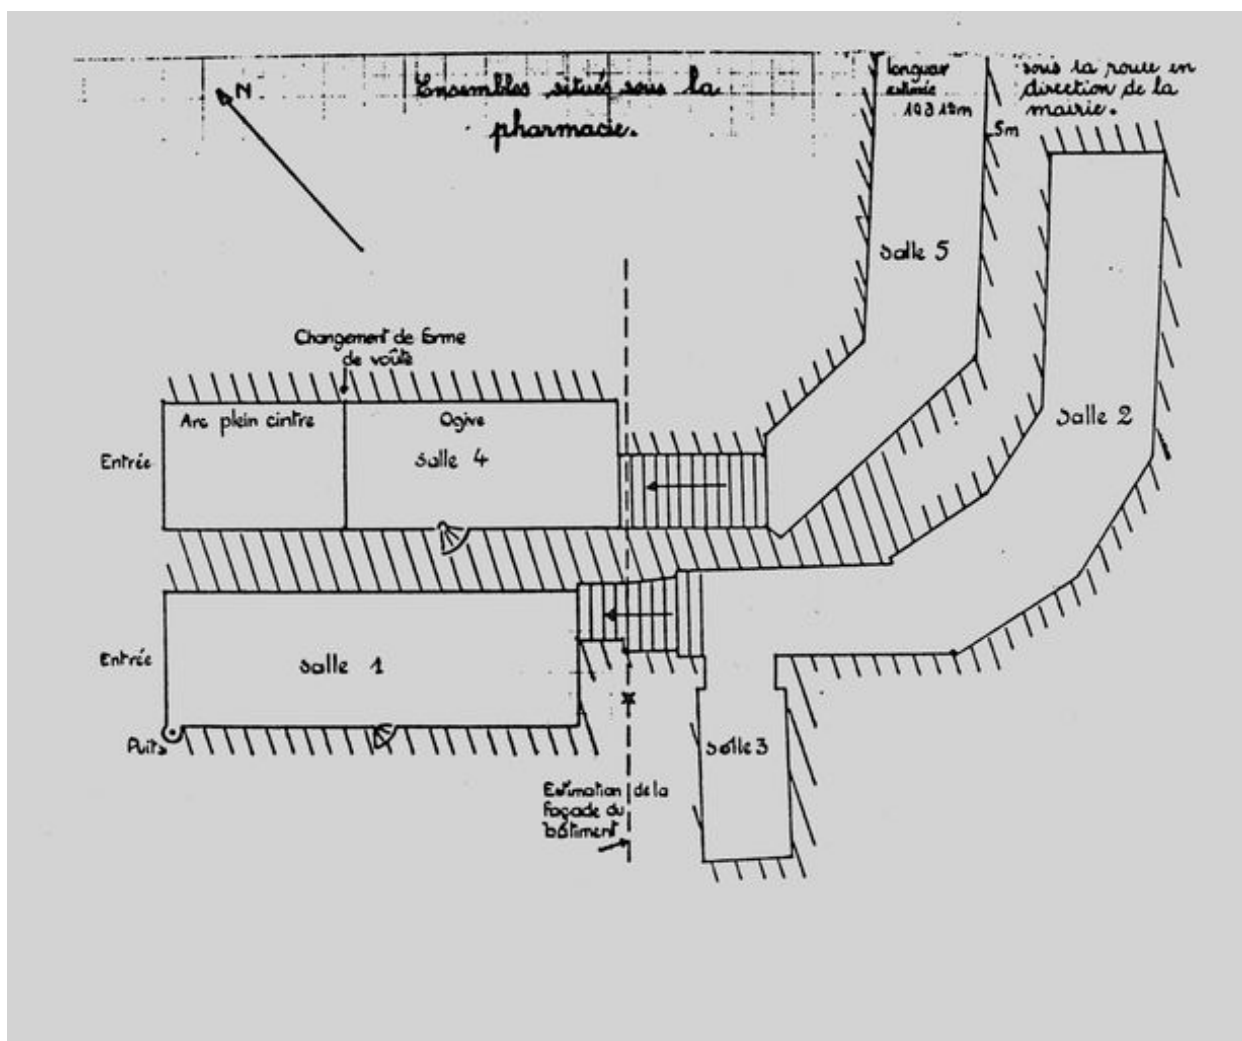 N
Ensembles situés sous la
pharmacie.
longueur
estimée
10 à 12m
5m
sous la route en
direction de la
mairie.
Salle 5
Salle 2
Changement de forme
de voûte
Arc plein cintre
Ogive
Salle 4
Entrée
Entrée
Salle 1
Puits
Salle 3
Estimation de la
façade du
bâtiment